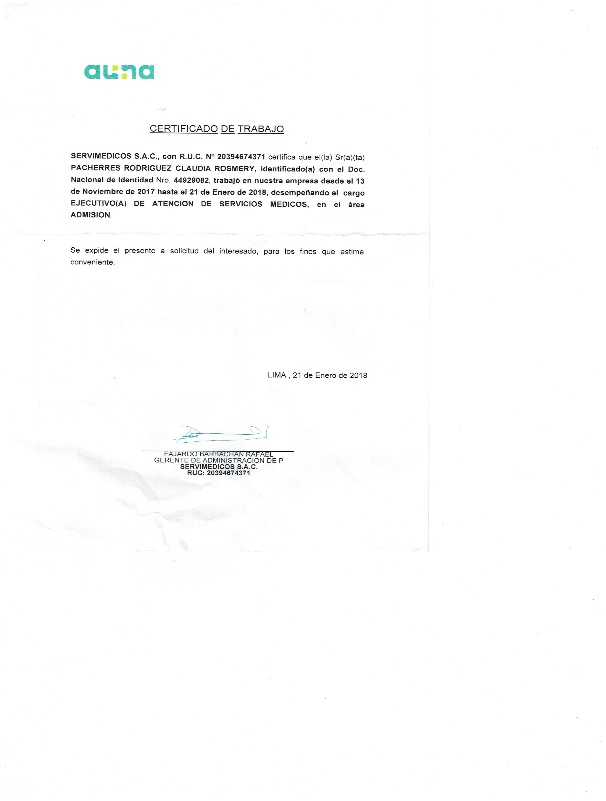 auna
CERTIFICADO DE TRABAJO
SERVIMEDICOS S.A.C., con R.U.C. N° 20394674371 certifica que el(la) Sr(a)(ta)
PACHERRES RODRIGUEZ CLAUDIA ROSMERY, identificado(a) con el Doc.
Nacional de Identidad Nro. 44929082, trabajó en nuestra empresa desde el 13
de Noviembre de 2017 hasta el 21 de Enero de 2018, desempeñando el cargo
EJECUTIVO(A) DE ATENCION DE SERVICIOS MEDICOS, en el área
ADMISION
Se expide el presente a solicitud del interesado, para los fines que estime
conveniente.
LIMA , 21 de Enero de 2018
FAJARDO BARRACHAN RAFAEL
GERENTE DE ADMINISTRACION DE P
SERVIMEDICOS S.A.C.
RUC: 20394674371